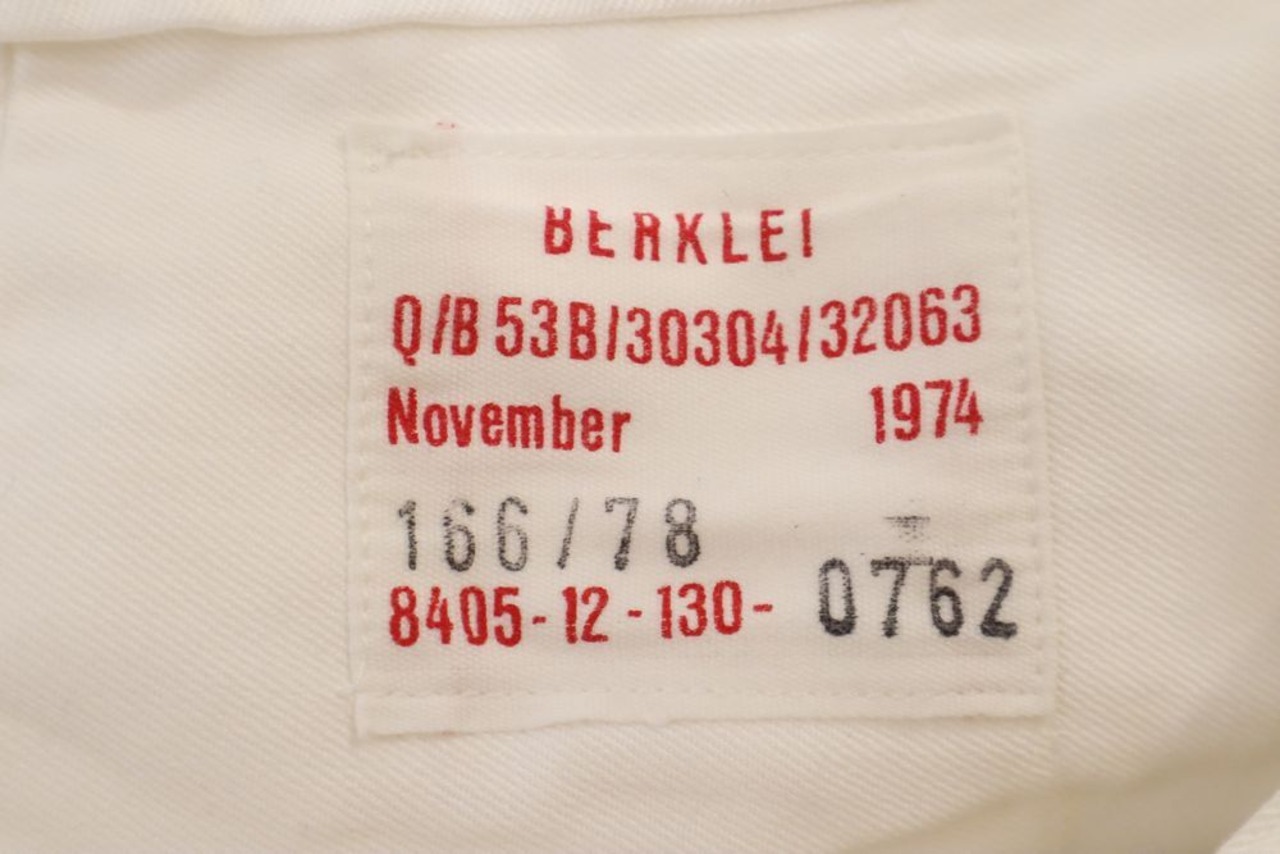 BERKLEI
Q/B 53B/30304/32063
November 1974
166/78
8405-12-130- 0762